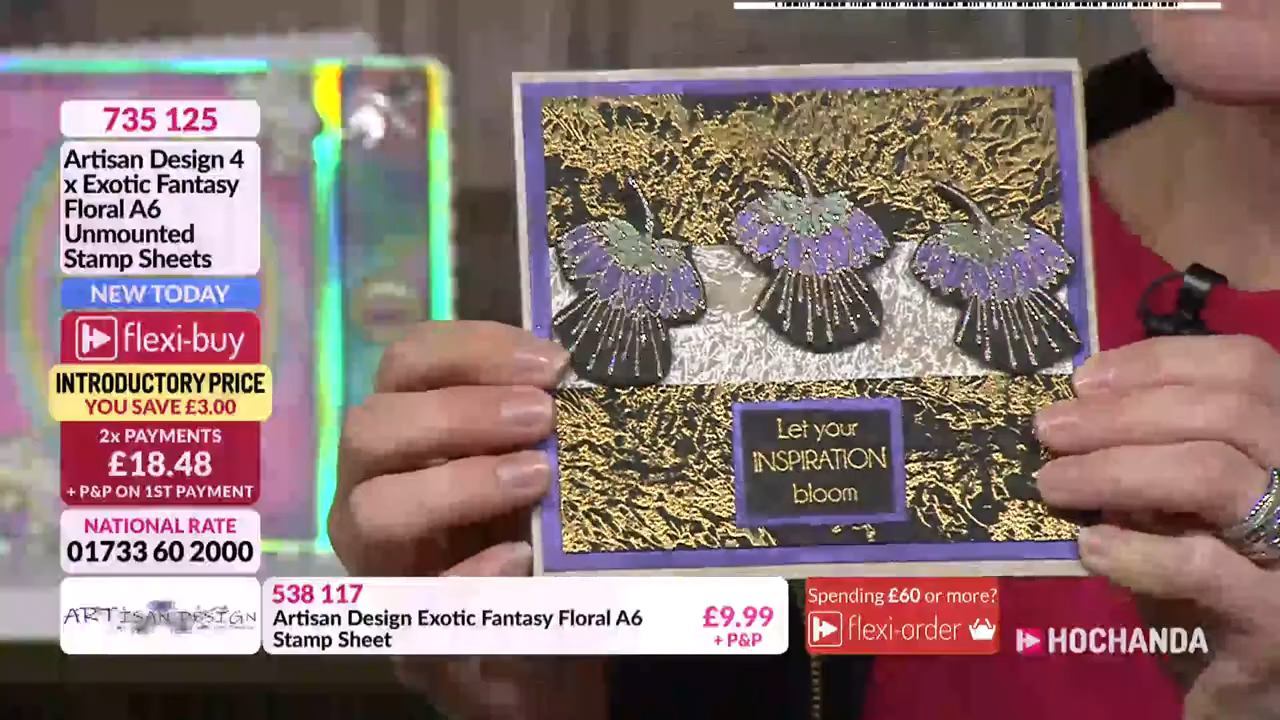 735 125
Artisan Design 4
x Exotic Fantasy
Floral A6
Unmounted
Stamp Sheets
NEW TODAY
flexi-buy
INTRODUCTORY PRICE
YOU SAVE £3.00
2x PAYMENTS
£18.48
+ P&P ON 1ST PAYMENT
NATIONAL RATE
01733 60 2000
Let your
INSPIRATION
bloom
ARTISAN DESIGN
538 117
Artisan Design Exotic Fantasy Floral A6
Stamp Sheet
£9.99
+ P&P
Spending £60 or more?
flexi-order
HOCHANDA